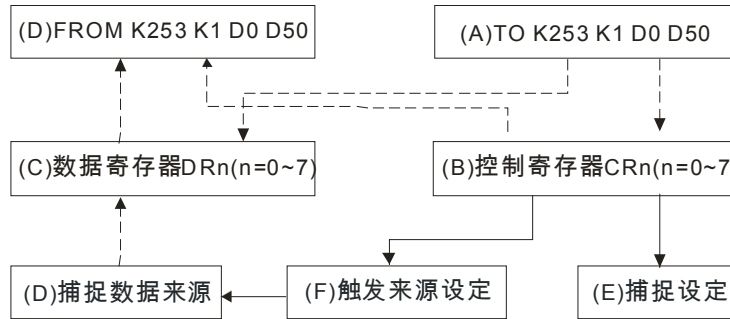 (D)FROM K253 K1 D0 D50
(A)TO K253 K1 D0 D50
(C)数据寄存器DRn(n=0~7)
(B)控制寄存器CRn(n=0~7
(D)捕捉数据来源
(F)触发来源设定
(E)捕捉设定